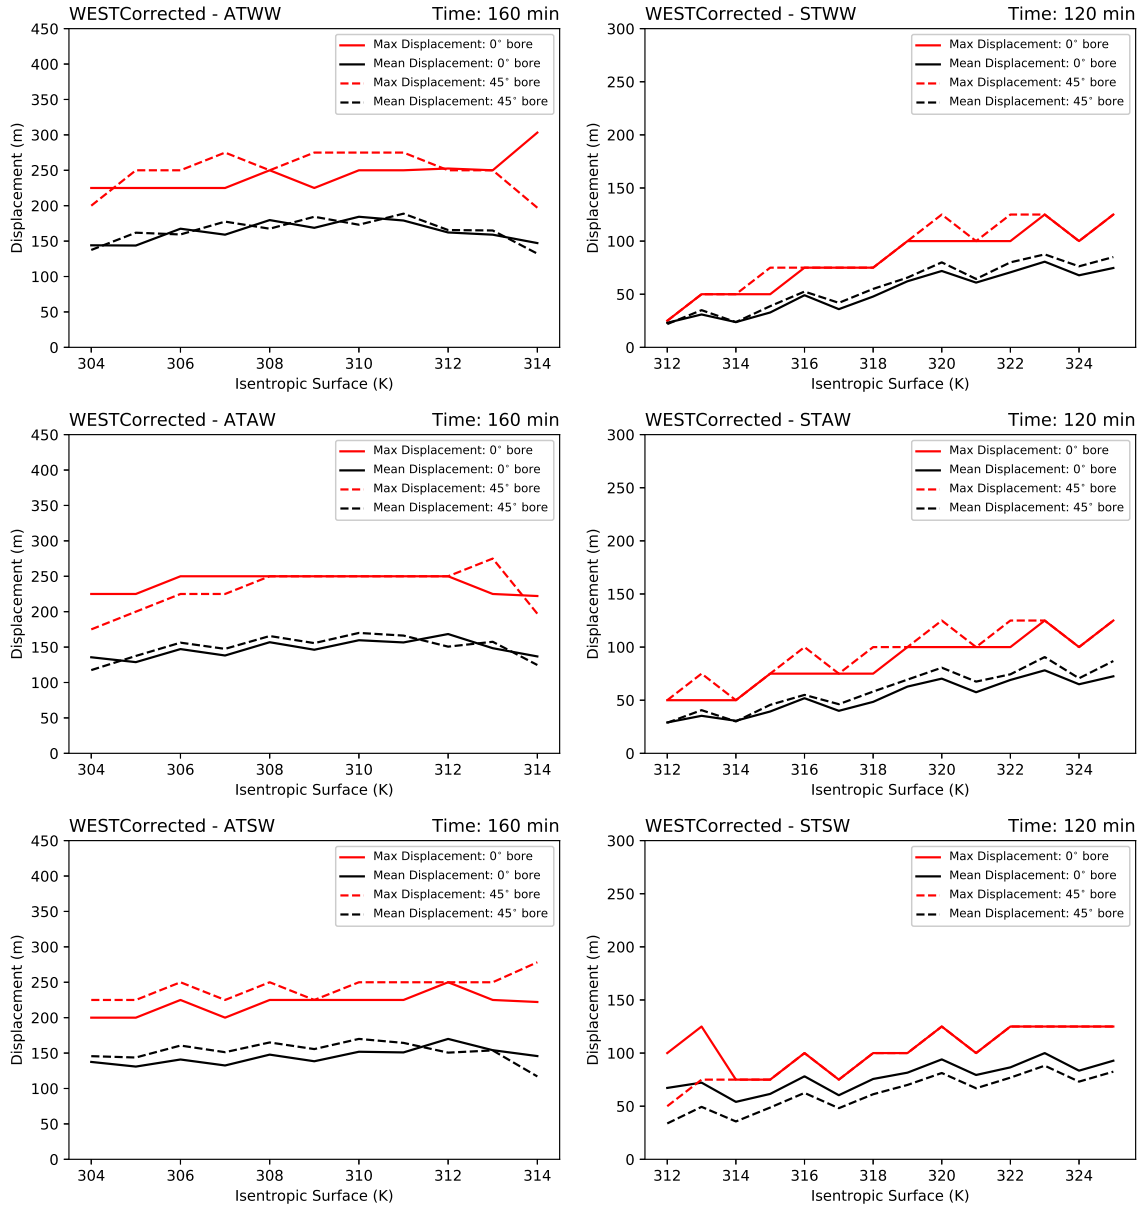 WESTCorrected - ATWW Time: 160 min
450
400
350
300
250
200
150
100
50
0
Displacement (m)
Max Displacement: 0° bore
Mean Displacement: 0° bore
Max Displacement: 45° bore
Mean Displacement: 45° bore
304 306 308 310 312 314
Isentropic Surface (K)
WESTCorrected - STWW Time: 120 min
300
250
200
150
100
50
0
Displacement (m)
Max Displacement: 0° bore
Mean Displacement: 0° bore
Max Displacement: 45° bore
Mean Displacement: 45° bore
312 314 316 318 320 322 324
Isentropic Surface (K)
WESTCorrected - ATAW Time: 160 min
450
400
350
300
250
200
150
100
50
0
Displacement (m)
Max Displacement: 0° bore
Mean Displacement: 0° bore
Max Displacement: 45° bore
Mean Displacement: 45° bore
304 306 308 310 312 314
Isentropic Surface (K)
WESTCorrected - STAW Time: 120 min
300
250
200
150
100
50
0
Displacement (m)
Max Displacement: 0° bore
Mean Displacement: 0° bore
Max Displacement: 45° bore
Mean Displacement: 45° bore
312 314 316 318 320 322 324
Isentropic Surface (K)
WESTCorrected - ATSW Time: 160 min
450
400
350
300
250
200
150
100
50
0
Displacement (m)
Max Displacement: 0° bore
Mean Displacement: 0° bore
Max Displacement: 45° bore
Mean Displacement: 45° bore
304 306 308 310 312 314
Isentropic Surface (K)
WESTCorrected - STSW Time: 120 min
300
250
200
150
100
50
0
Displacement (m)
Max Displacement: 0° bore
Mean Displacement: 0° bore
Max Displacement: 45° bore
Mean Displacement: 45° bore
312 314 316 318 320 322 324
Isentropic Surface (K)